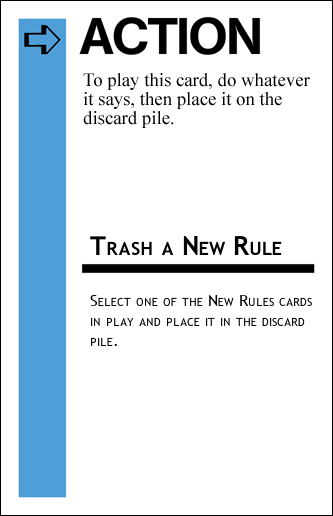 ACTION
To play this card, do whatever
it says, then place it on the
discard pile.
Trash a New Rule
Select one of the New Rules cards
in play and place it in the discard
pile.